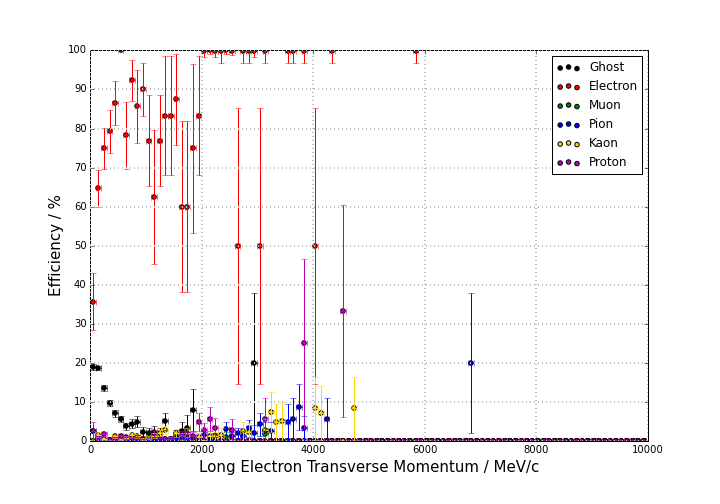 100
90
80
70
60
50
40
30
20
10
0
0 2000 4000 6000 8000 10000
Efficiency / %
Long Electron Transverse Momentum / MeV/c
Ghost
Electron
Muon
Pion
Kaon
Proton